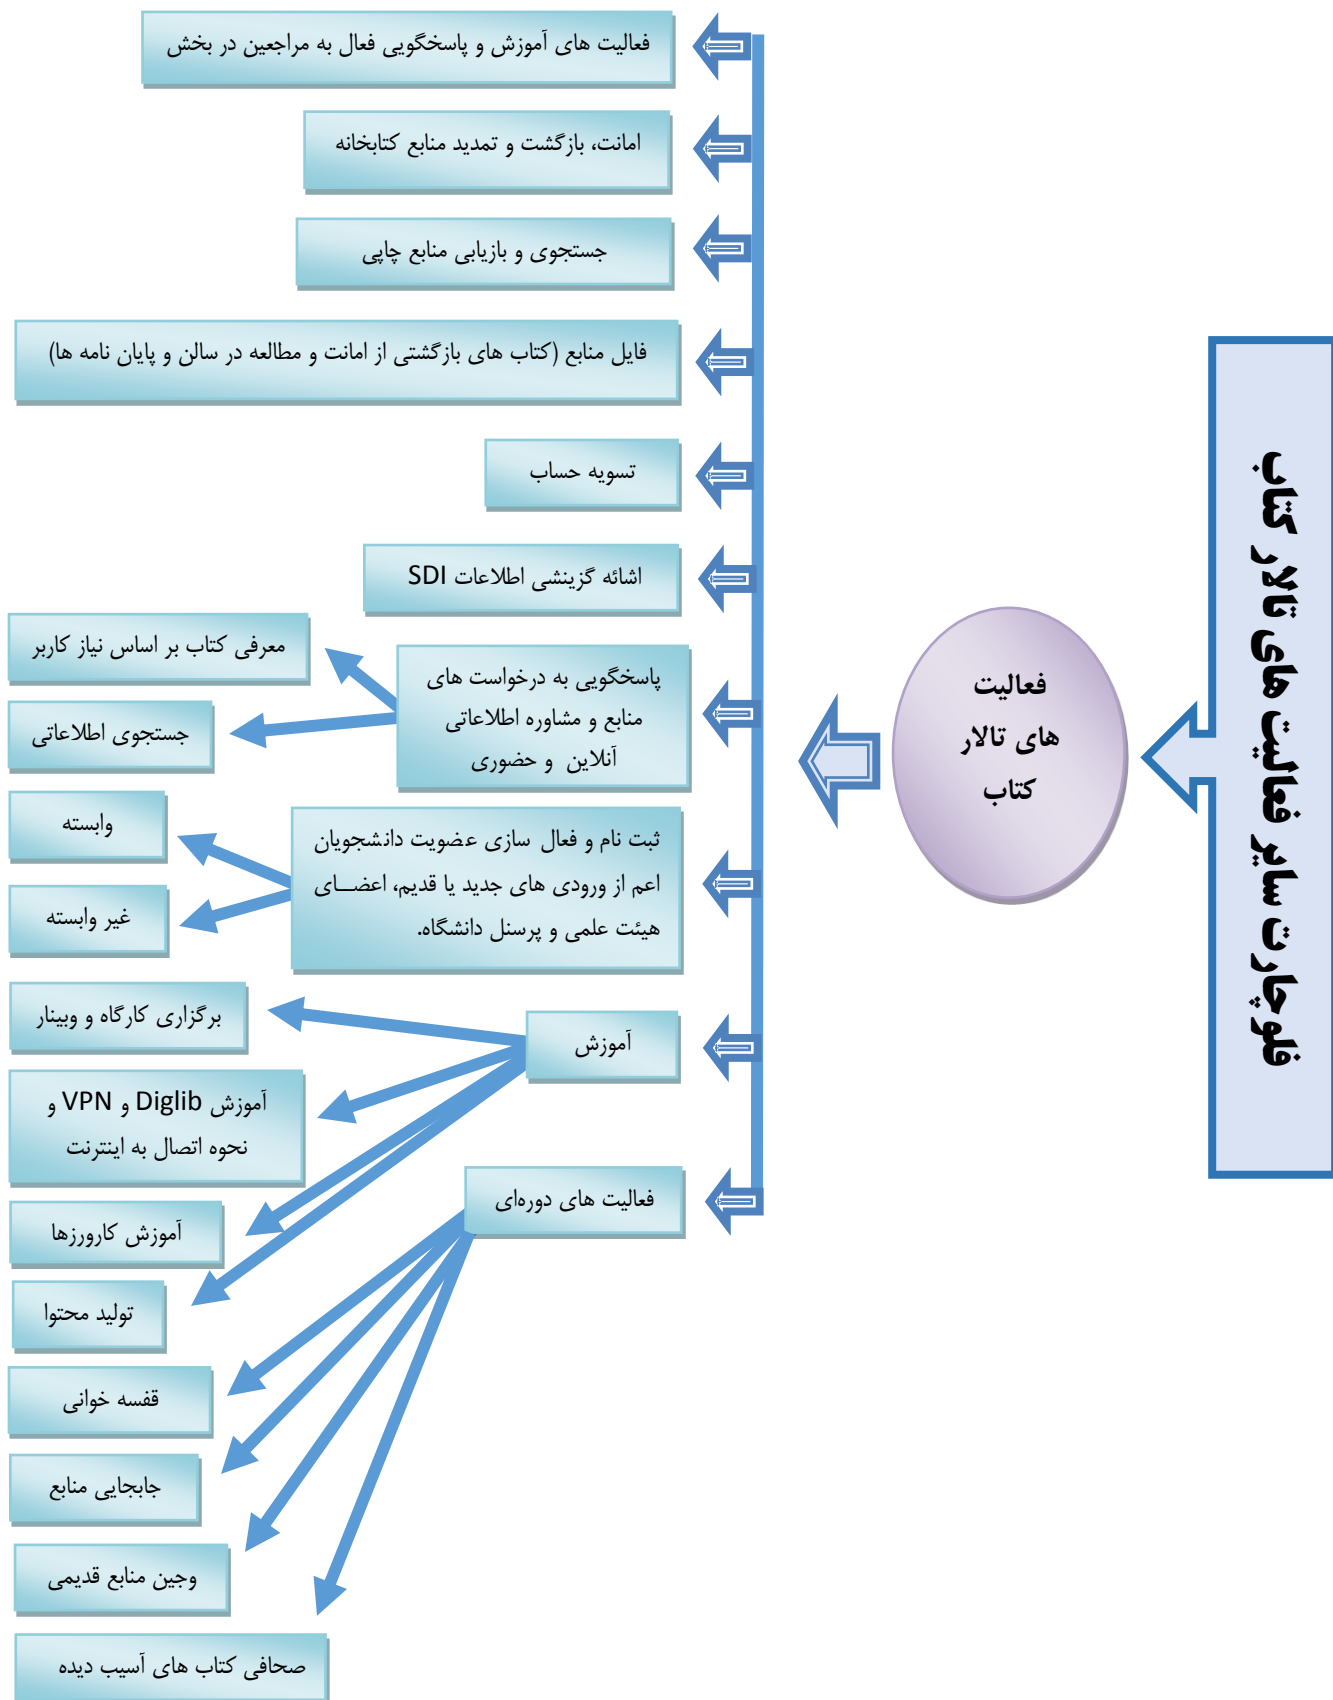 فلوچارت سایر فعالیت های تالار کتاب
فعالیت
های تالار
کتاب
فعالیت های آموزش و پاسخگویی فعال به مراجعین در بخش
امانت، بازگشت و تمدید منابع کتابخانه
جستجوی و بازیابی منابع چاپی
فایل منابع (کتاب های بازگشتی از امانت و مطالعه در سالن و پایان نامه ها)
تسویه حساب
اشائه گزینشی اطلاعات SDI
پاسخگویی به درخواست های
منابع و مشاوره اطلاعاتی
آنلاین و حضوری
معرفی کتاب بر اساس نیاز کاربر
جستجوی اطلاعاتی
ثبت نام و فعال سازی عضویت دانشجویان
اعم از ورودی های جدید یا قدیم، اعضــای
هیئت علمی و پرسنل دانشگاه.
وابسته
غیر وابسته
آموزش
برگزاری کارگاه و وبینار
آموزش Diglib و VPN و
نحوه اتصال به اینترنت
آموزش کارورزها
تولید محتوا
فعالیت های دوره‌ای
قفسه خوانی
جابجایی منابع
وجین منابع قدیمی
صحافی کتاب های آسیب دیده